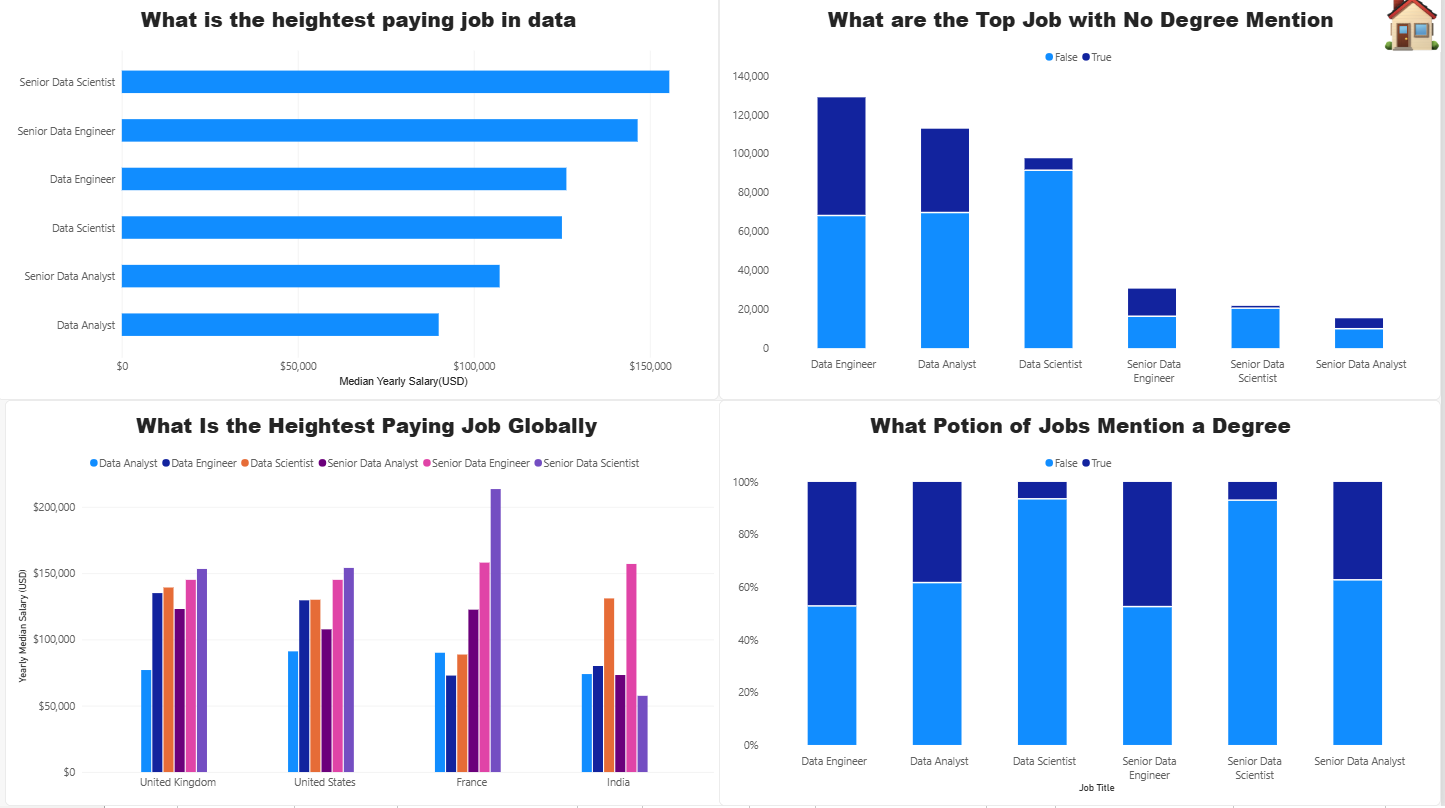 What is the heightest paying job in data
Senior Data Scientist
Senior Data Engineer
Data Engineer
Data Scientist
Senior Data Analyst
Data Analyst
$0
$50,000
$100,000
$150,000
Median Yearly Salary(USD)
What are the Top Job with No Degree Mention
False True
140,000
120,000
100,000
80,000
60,000
40,000
20,000
0
Data Engineer
Data Analyst
Data Scientist
Senior Data
Engineer
Senior Data
Scientist
Senior Data Analyst
What Is the Heightest Paying Job Globally
Data Analyst Data Engineer Data Scientist Senior Data Analyst Senior Data Engineer Senior Data Scientist
Yearly Median Salary (USD)
$200,000
$150,000
$100,000
$50,000
$0
United Kingdom
United States
France
India
What Potion of Jobs Mention a Degree
False True
100%
80%
60%
40%
20%
0%
Data Engineer
Data Analyst
Data Scientist
Senior Data
Engineer
Senior Data
Scientist
Senior Data Analyst
Job Title